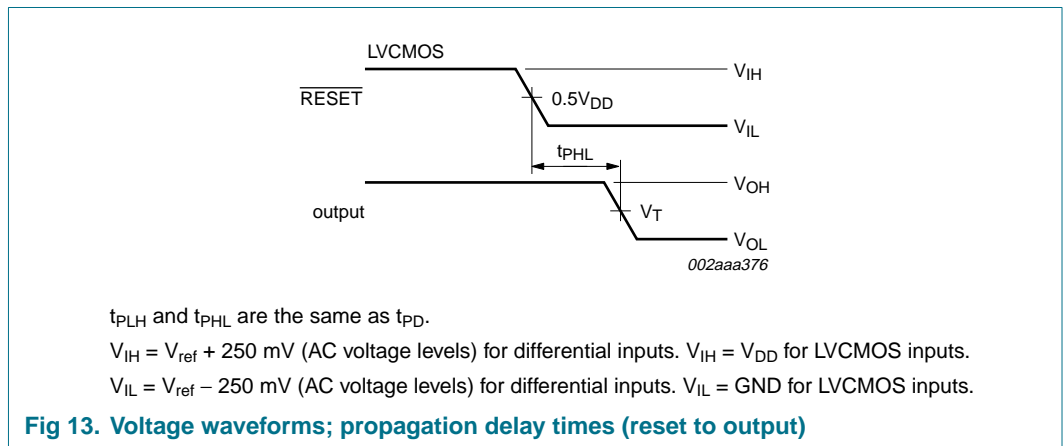 LVCMOS
VIH
RESET
0.5VDD
VIL
tPHL
VOH
output
VT
VOL
002aaa376
tPLH and tPHL are the same as tPD.
VIH = Vref + 250 mV (AC voltage levels) for differential inputs. VIH = VDD for LVCMOS inputs.
VIL = Vref − 250 mV (AC voltage levels) for differential inputs. VIL = GND for LVCMOS inputs.
Fig 13. Voltage waveforms; propagation delay times (reset to output)